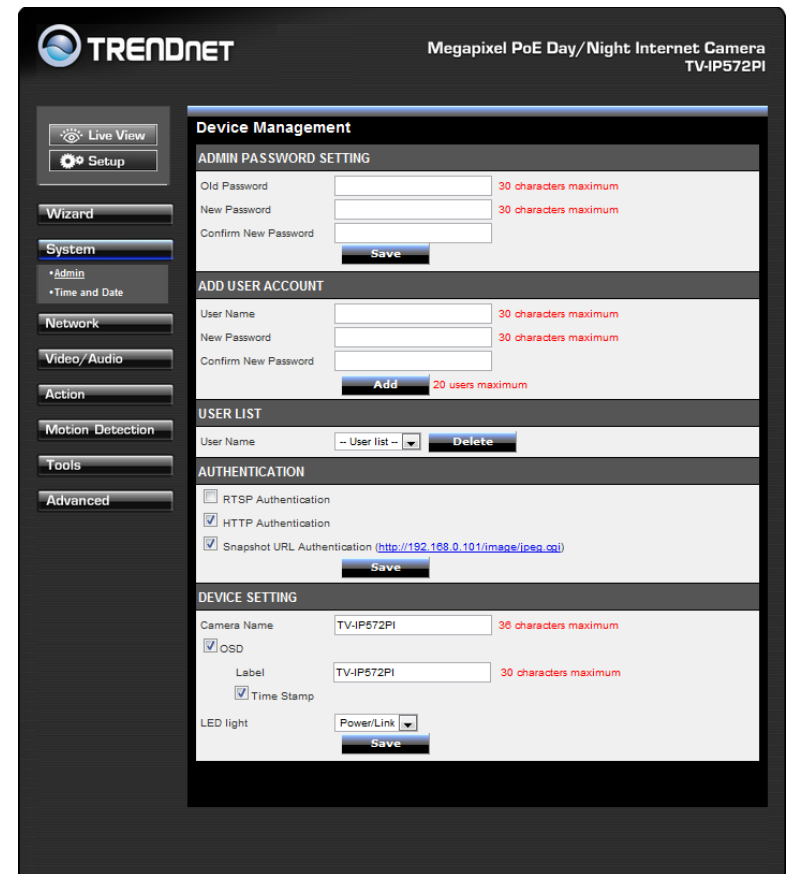 TRENDNET
Megapixel PoE Day/Night Internet Camera
TV-IP572PI
Live View
Setup
Wizard
System
•Admin
•Time and Date
Network
Video/Audio
Action
Motion Detection
Tools
Advanced
Device Management
ADMIN PASSWORD SETTING
Old Password 30 characters maximum
New Password 30 characters maximum
Confirm New Password
Save
ADD USER ACCOUNT
User Name 30 characters maximum
New Password 30 characters maximum
Confirm New Password
Add 20 users maximum
USER LIST
User Name -- User list -- Delete
AUTHENTICATION
RTSP Authentication
HTTP Authentication
Snapshot URL Authentication (http://192.168.0.101/image/jpeg.cgi)
Save
DEVICE SETTING
Camera Name TV-IP572PI 36 characters maximum
OSD
Label TV-IP572PI 30 characters maximum
Time Stamp
LED light Power/Link
Save